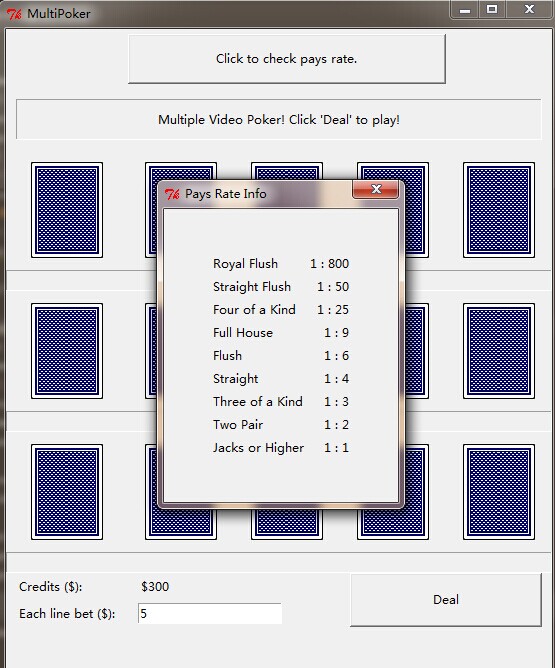 MultiPoker
Click to check pays rate.
Multiple Video Poker! Click 'Deal' to play!
Pays Rate Info
Royal Flush 1 : 800
Straight Flush 1 : 50
Four of a Kind 1 : 25
Full House 1 : 9
Flush 1 : 6
Straight 1 : 4
Three of a Kind 1 : 3
Two Pair 1 : 2
Jacks or Higher 1 : 1
Credits ($): $300
Each line bet ($): 5
Deal